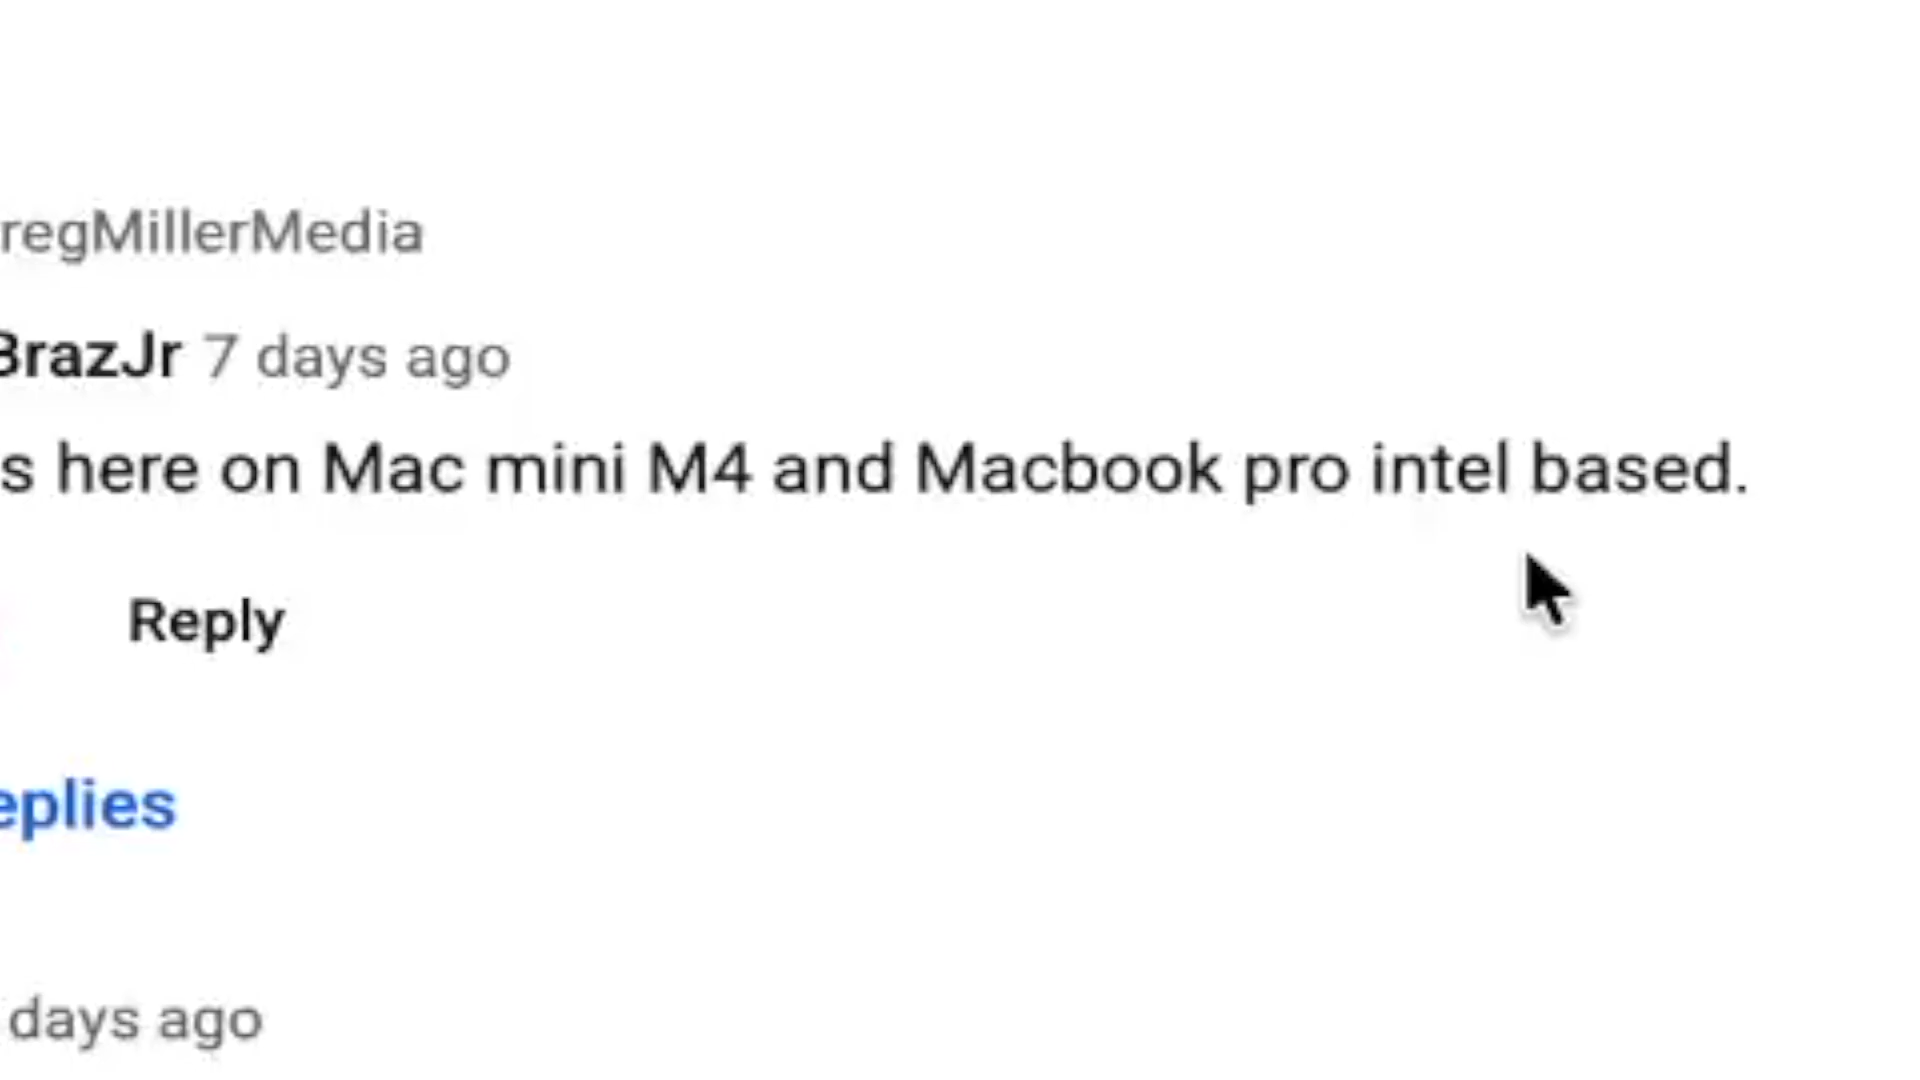 regMillerMedia
BrazJr 7 days ago
s here on Mac mini M4 and Macbook pro intel based.
Reply
eplies
days ago